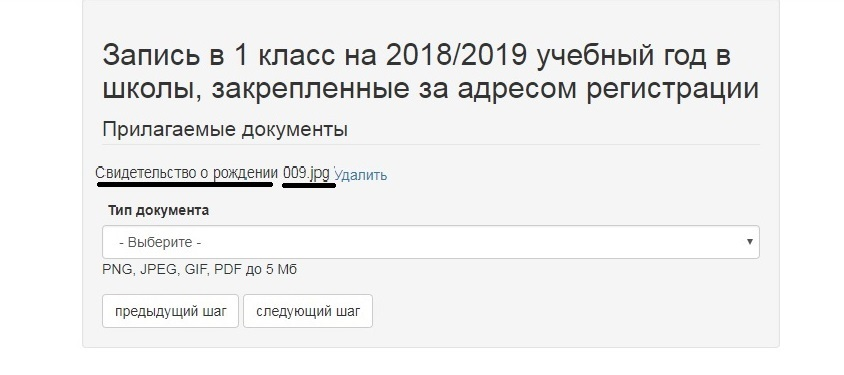 Запись в 1 класс на 2018/2019 учебный год в
школы, закрепленные за адресом регистрации
Прилагаемые документы
Свидетельство о рождении 009.jpg Удалить
Тип документа
- Выберите -
PNG, JPEG, GIF, PDF до 5 Мб
предыдущий шаг следующий шаг